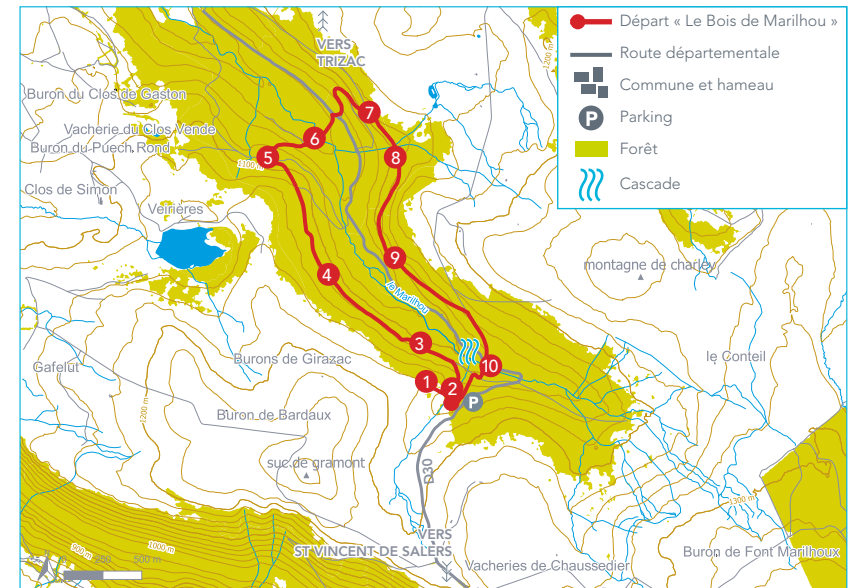 VERS
TRIZAC
1200 m
Départ « Le Bois de Marilhou »
Route départementale
Commune et hameau
P
Parking
Forêt
Cascade
Buron du Clos de Gaston
7
Vacherie du Clos Vende
6
Buron du Puech Rond
5
8
1100 m
Clos de Simon
Veirières
9
montagne de charley
4
le Marilhou
3
Burons de Girazac
le Conteil
Gafelut
10
1
2
P
1200 m
Buron de Bardaux
suc de gramont
D30
1300 m
VERS
ST VINCENT DE SALERS
1000 m
900 m
Buron de Font Marilhoux
Vacheries de Chaussedier
N
0 250 500 m